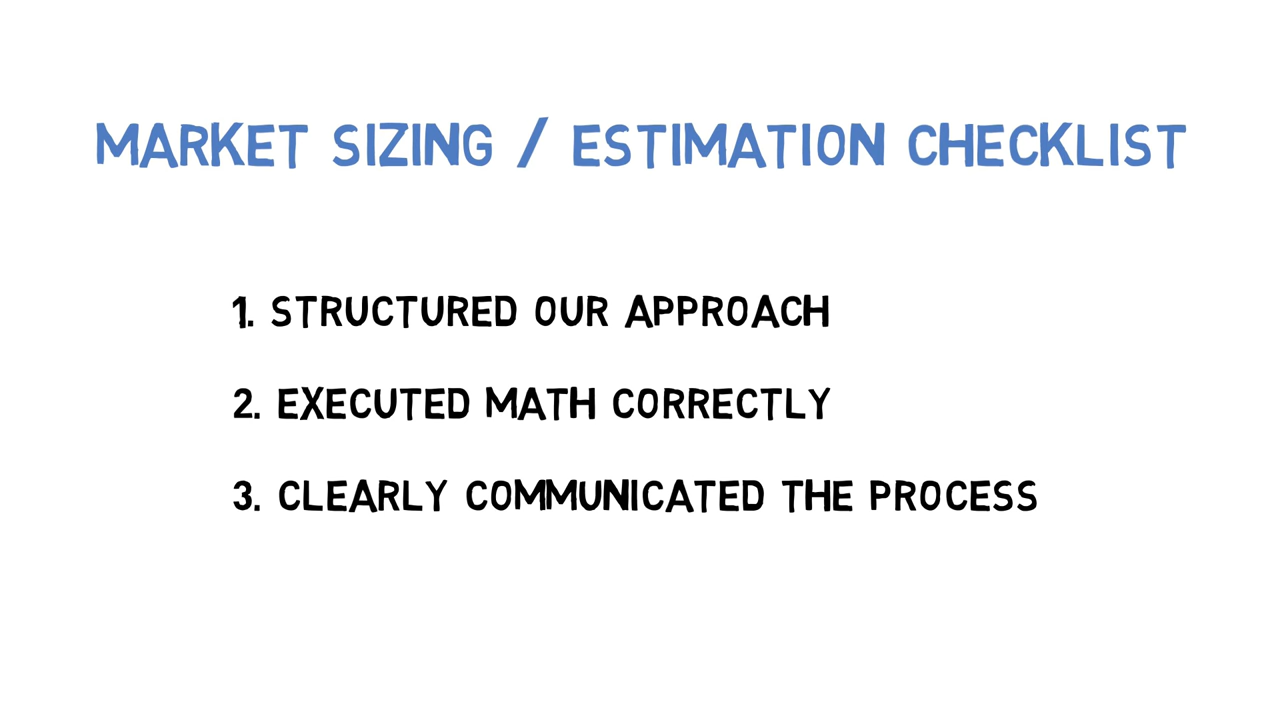 MARKET SIZING / ESTIMATION CHECKLIST
1. STRUCTURED OUR APPROACH
2. EXECUTED MATH CORRECTLY
3. CLEARLY COMMUNICATED THE PROCESS